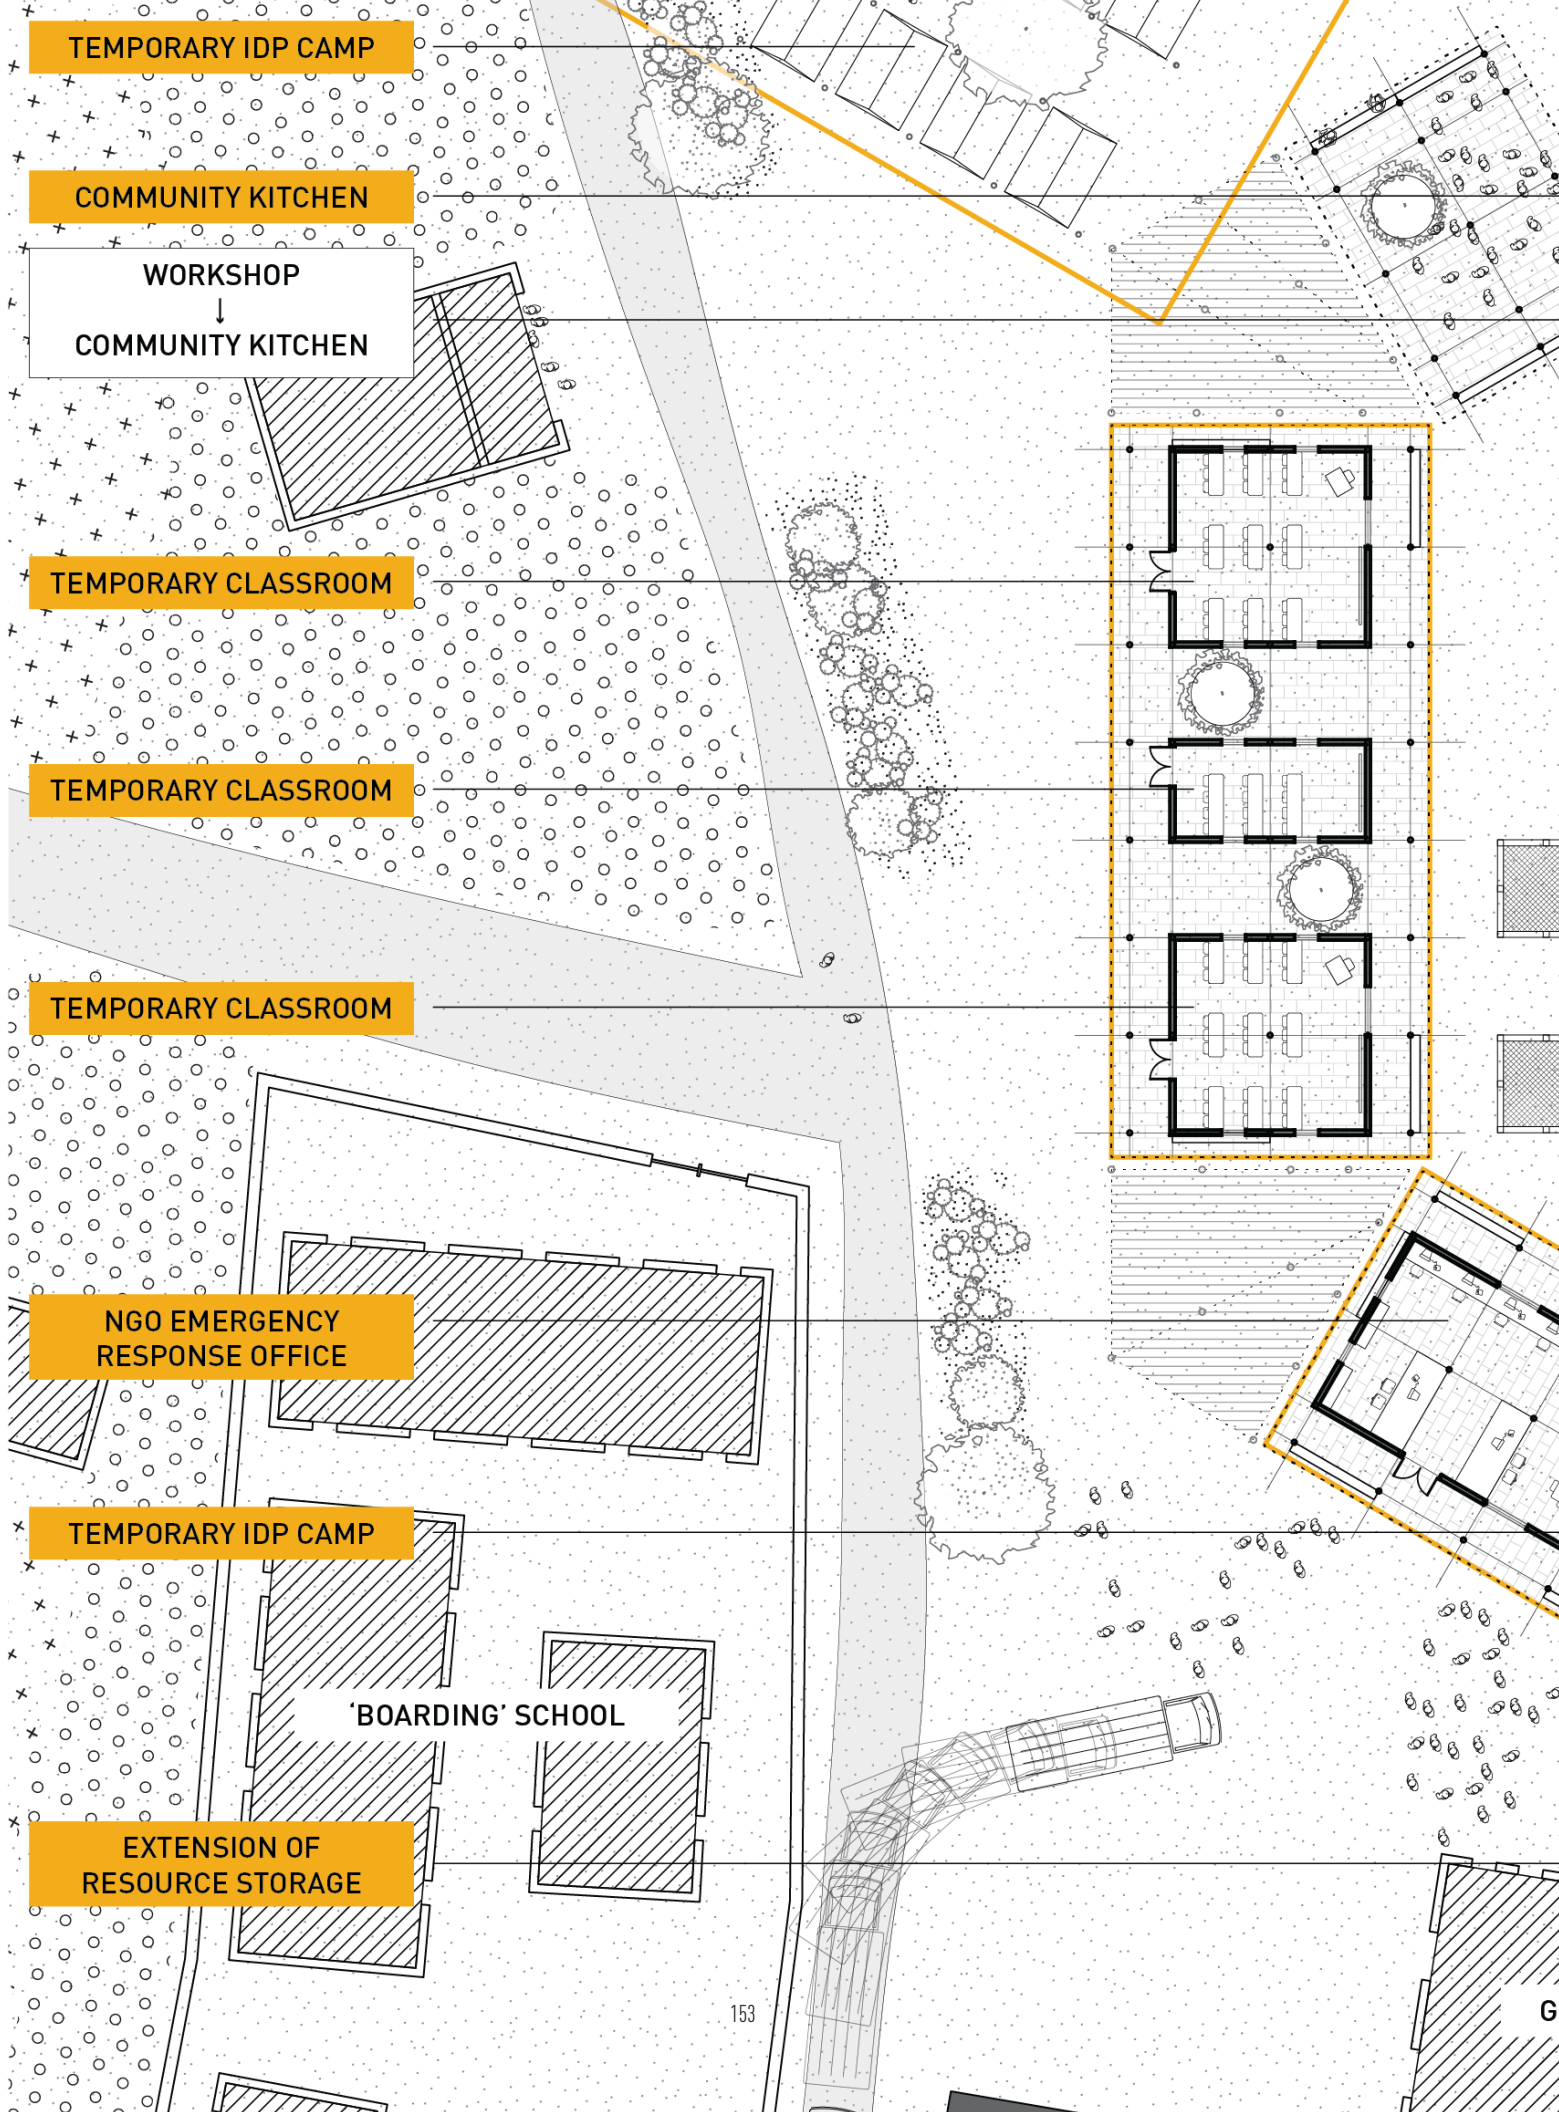 TEMPORARY IDP CAMP
COMMUNITY KITCHEN
WORKSHOP
↓
COMMUNITY KITCHEN
TEMPORARY CLASSROOM
TEMPORARY CLASSROOM
TEMPORARY CLASSROOM
NGO EMERGENCY
RESPONSE OFFICE
TEMPORARY IDP CAMP
‘BOARDING’ SCHOOL
EXTENSION OF
RESOURCE STORAGE
153
G